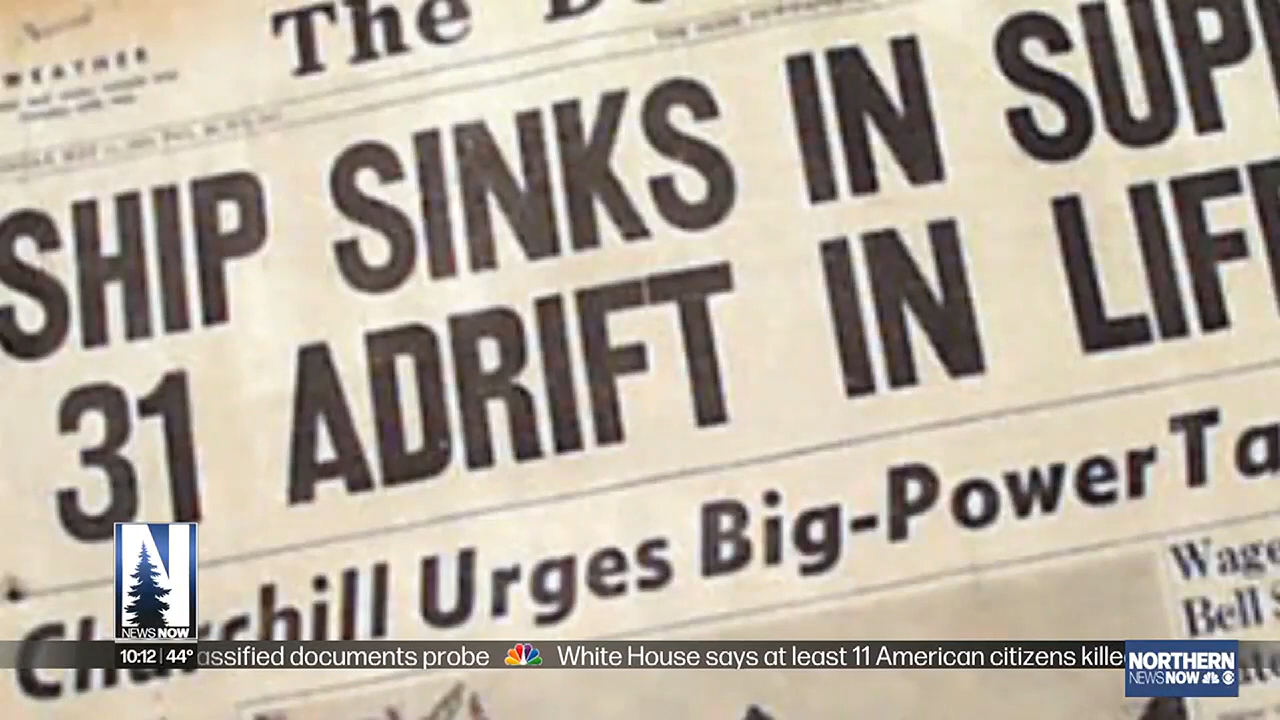 The D
WEATHER
SHIP SINKS IN SUP
31 ADRIFT IN LIF
Churchill Urges Big-Power Ta
Wage
Bell
N
NEWS NOW
10:12 | 44°
assified documents probe White House says at least 11 American citizens kille
NORTHERN
NEWS NOW